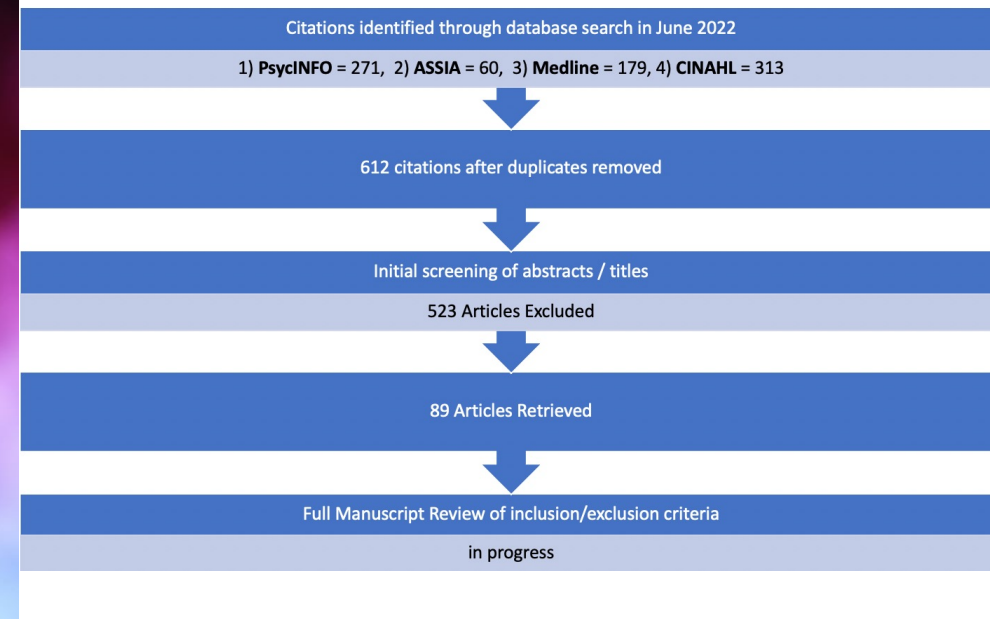 Citations identified through database search in June 2022
1) PsycINFO = 271, 2) ASSIA = 60, 3) Medline = 179, 4) CINAHL = 313
612 citations after duplicates removed
Initial screening of abstracts / titles
523 Articles Excluded
89 Articles Retrieved
Full Manuscript Review of inclusion/exclusion criteria
in progress